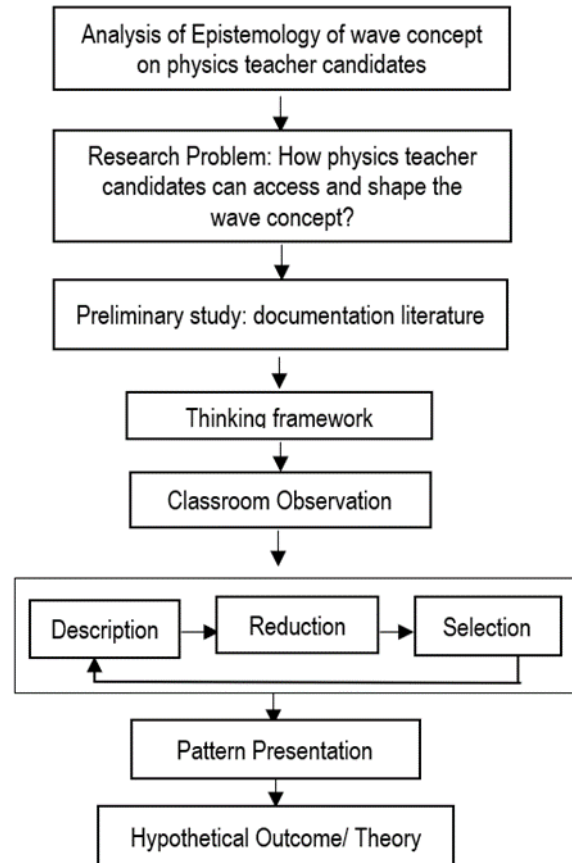 Analysis of Epistemology of wave concept
on physics teacher candidates
Research Problem: How physics teacher
candidates can access and shape the
wave concept?
Preliminary study: documentation literature
Thinking framework
Classroom Observation
Description
Reduction
Selection
Pattern Presentation
Hypothetical Outcome/ Theory